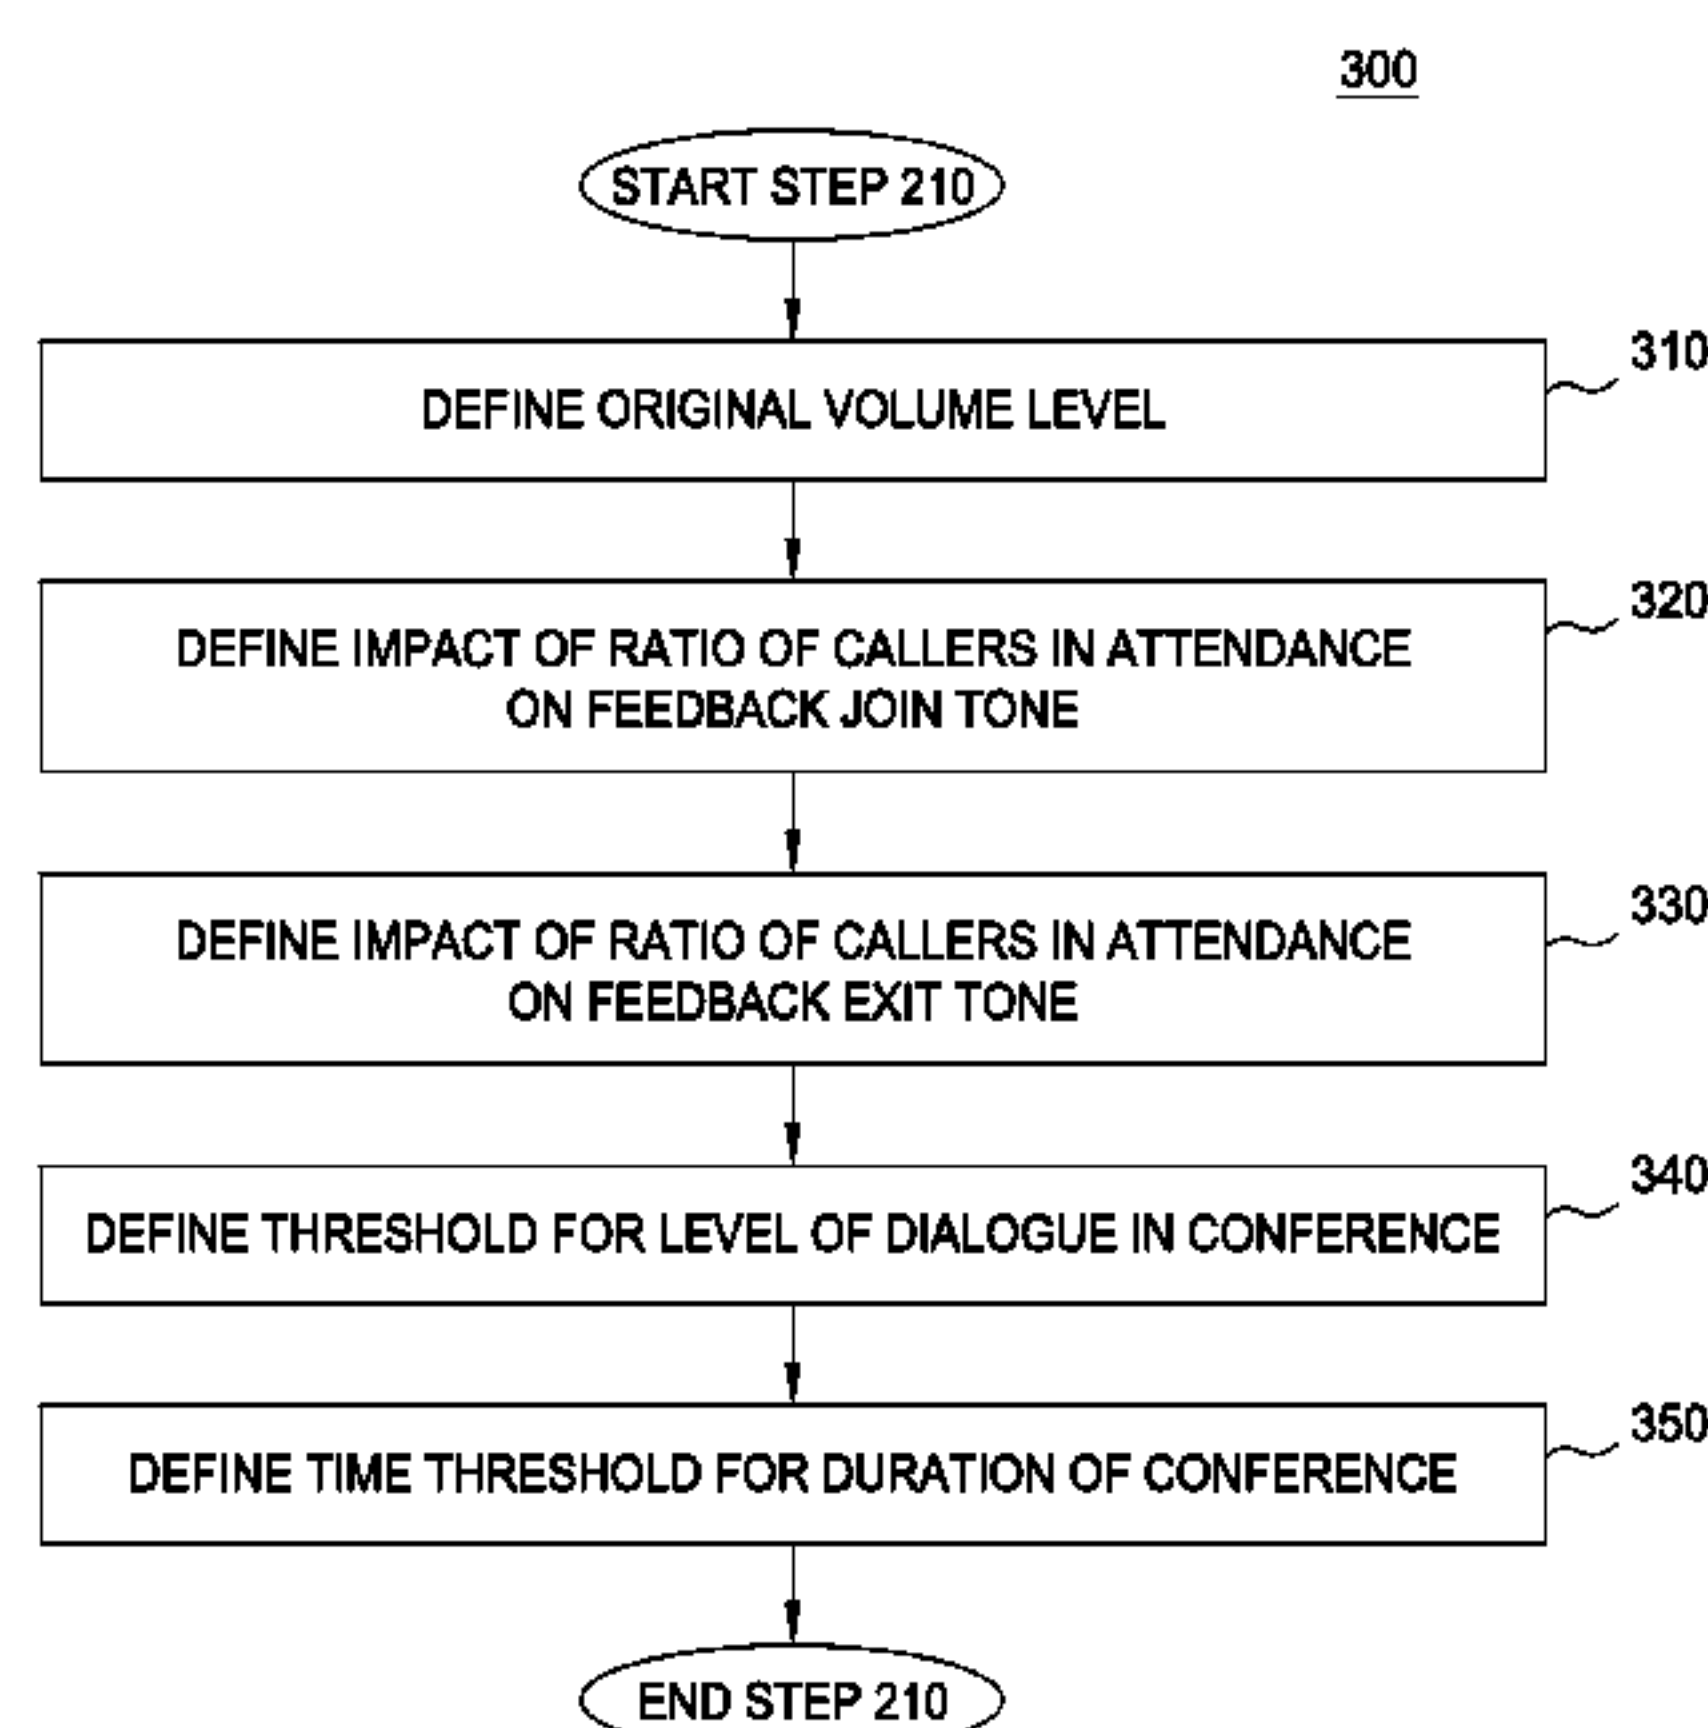 300
START STEP 210
310
DEFINE ORIGINAL VOLUME LEVEL
320
DEFINE IMPACT OF RATIO OF CALLERS IN ATTENDANCE
ON FEEDBACK JOIN TONE
330
DEFINE IMPACT OF RATIO OF CALLERS IN ATTENDANCE
ON FEEDBACK EXIT TONE
340
DEFINE THRESHOLD FOR LEVEL OF DIALOGUE IN CONFERENCE
350
DEFINE TIME THRESHOLD FOR DURATION OF CONFERENCE
END STEP 210